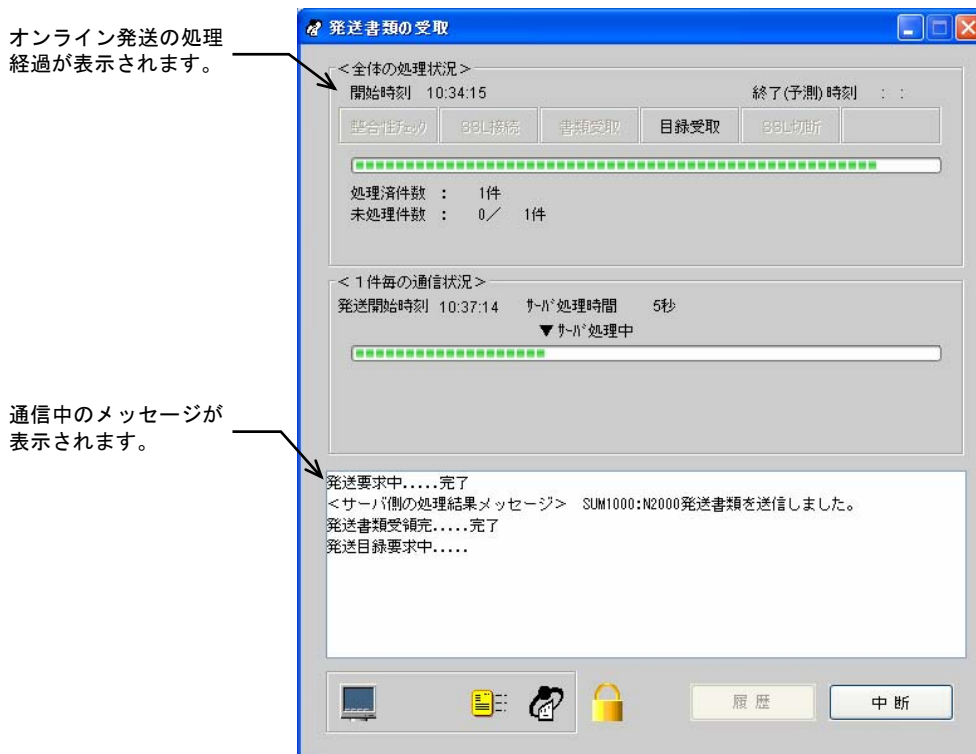 オンライン発送の処理
経過が表示されます。
発送書類の受取
＜全体の処理状況＞
開始時刻 10:34:15 終了(予測)時刻 : :
整合性ﾁｪｯｸ SSL接続 書類受取 目録受取 SSL切断
処理済件数 : 1件
未処理件数 : 0／ 1件
＜1件毎の通信状況＞
発送開始時刻 10:37:14 ｻｰﾊﾞ処理時間 5秒
▼ｻｰﾊﾞ処理中
通信中のメッセージが
表示されます。
発送要求中.....完了
＜サーバ側の処理結果メッセージ＞ SUM1000:N2000発送書類を送信しました。
発送書類受領完.....完了
発送目録要求中.....
履歴 中断